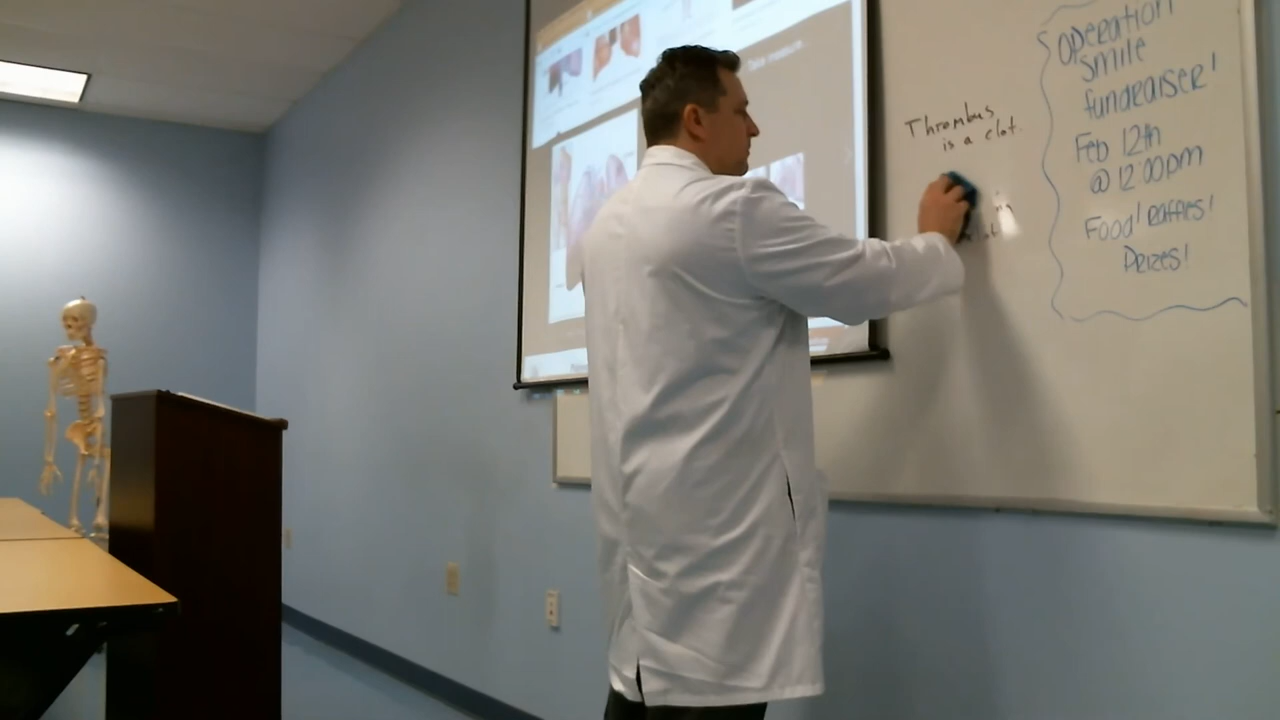 Thrombus
is a clot.
Operation
Smile
fundraiser!
Feb 12th
@ 12:00pm
Food! Raffles!
Prizes!